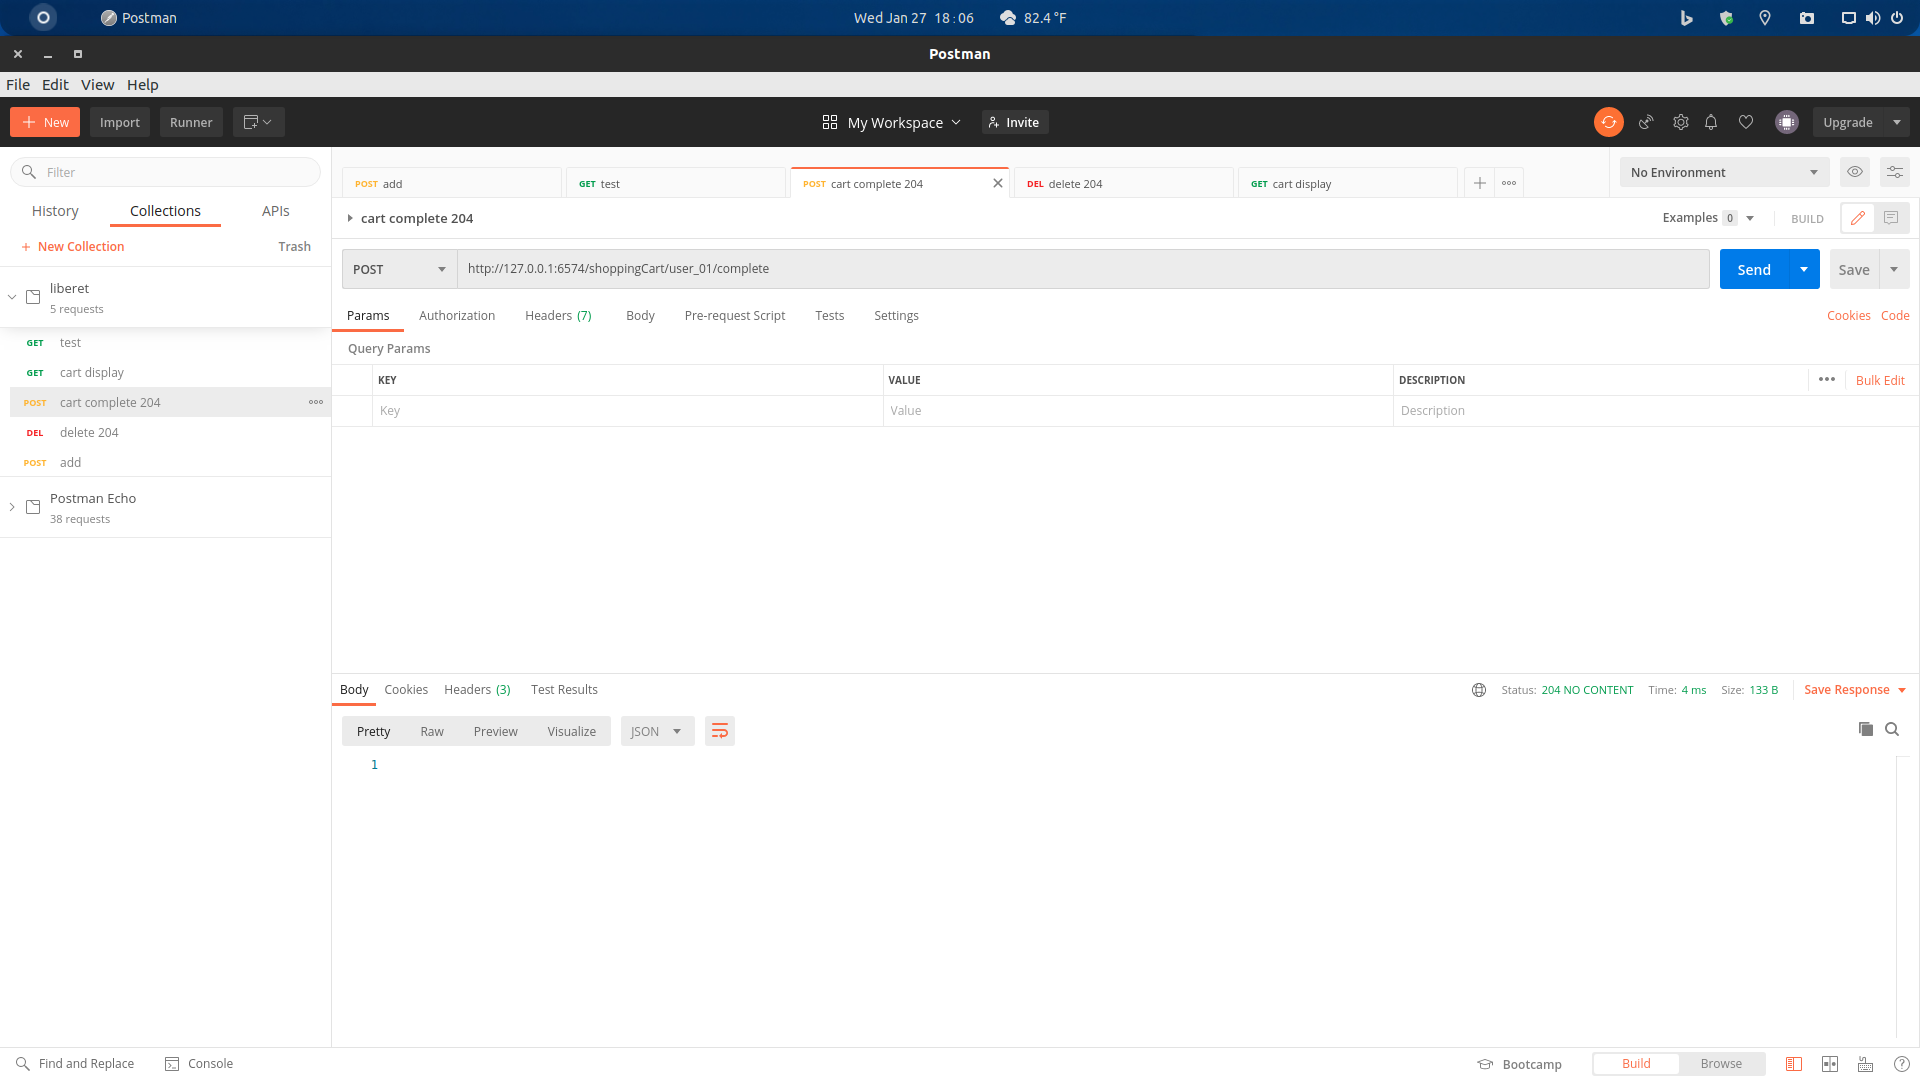 Postman
Wed Jan 27 18:06
82.4 °F
Postman
File Edit View Help
New Import Runner
My Workspace Invite
Upgrade
Filter
History Collections APIs
New Collection Trash
liberet
5 requests
GET test
GET cart display
POST cart complete 204
DEL delete 204
POST add
Postman Echo
38 requests
POST add
GET test
POST cart complete 204
DEL delete 204
GET cart display
No Environment
cart complete 204
Examples 0 BUILD
POST http://127.0.0.1:6574/shoppingCart/user_01/complete
Send Save
Params Authorization Headers (7) Body Pre-request Script Tests Settings Cookies Code
Query Params
KEY VALUE DESCRIPTION Bulk Edit
Key Value Description
Body Cookies Headers (3) Test Results
Status: 204 NO CONTENT Time: 4 ms Size: 133 B Save Response
Pretty Raw Preview Visualize JSON
1
Find and Replace Console
Bootcamp Build Browse